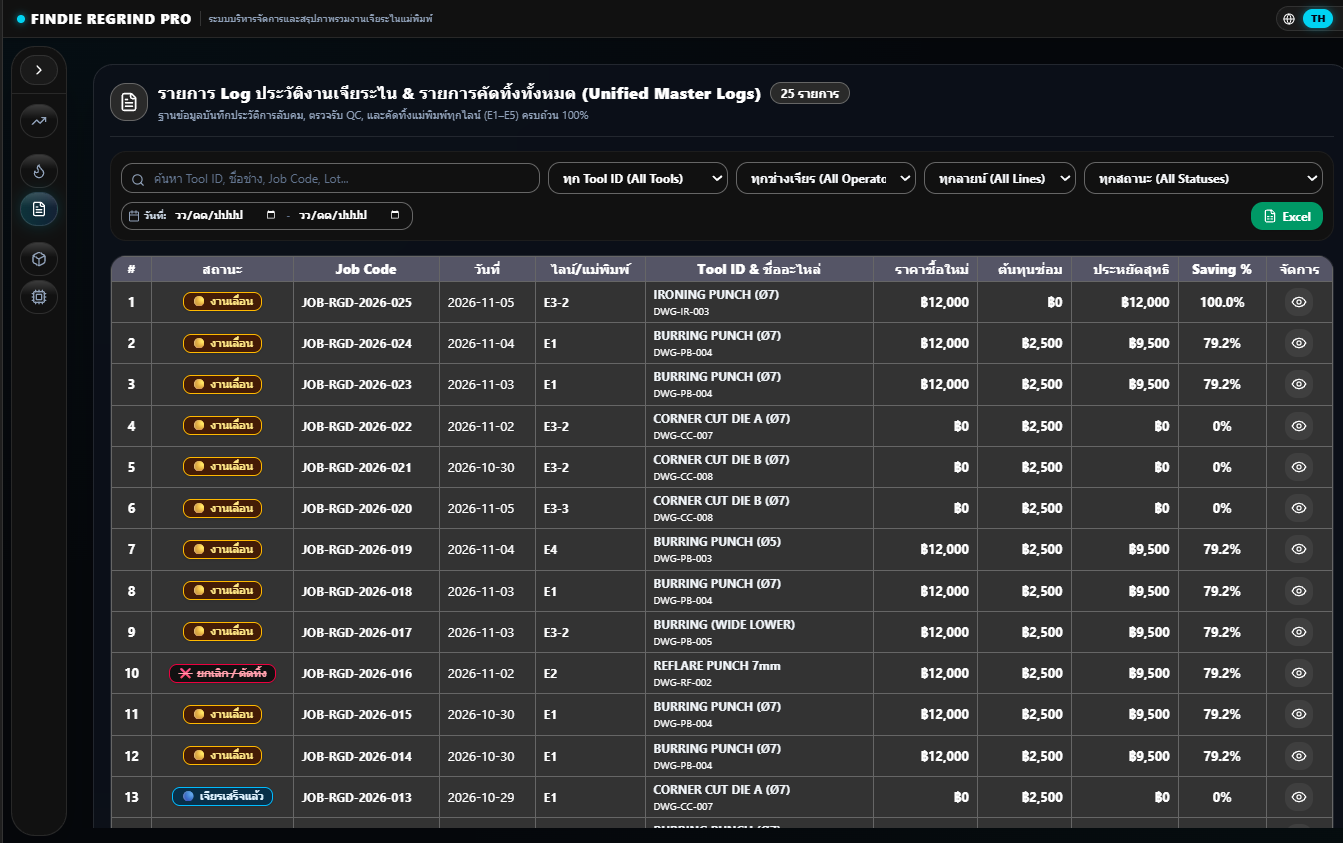 FINDIE REGRIND PRO ระบบบริหารจัดการและสรุปภาพรวมงานเจียระไนแม่พิมพ์ TH
รายการ Log ประวัติงานเจียระไน & รายการคัดทิ้งทั้งหมด (Unified Master Logs) 25 รายการ
ฐานข้อมูลบันทึกประวัติการลับคม, ตรวจรับ QC, และคัดทิ้งแม่พิมพ์ทุกไลน์ (E1–E5) ครบถ้วน 100%
ค้นหา Tool ID, ชื่อช่าง, Job Code, Lot... ทุก Tool ID (All Tools) ทุกช่างเจียร (All Operato ทุกลายน์ (All Lines) ทุกสถานะ (All Statuses)
วันที่: วว/ดด/ปปปป - วว/ดด/ปปปป Excel
# สถานะ Job Code วันที่ ไลน์/แม่พิมพ์ Tool ID & ชื่ออะไหล่ ราคาซื้อใหม่ ต้นทุนซ่อม ประหยัดสุทธิ Saving % จัดการ
1 งานเลื่อน JOB-RGD-2026-025 2026-11-05 E3-2 IRONING PUNCH (Ø7) ฿12,000 ฿0 ฿12,000 100.0%
DWG-IR-003
2 งานเลื่อน JOB-RGD-2026-024 2026-11-04 E1 BURRING PUNCH (Ø7) ฿12,000 ฿2,500 ฿9,500 79.2%
DWG-PB-004
3 งานเลื่อน JOB-RGD-2026-023 2026-11-03 E1 BURRING PUNCH (Ø7) ฿12,000 ฿2,500 ฿9,500 79.2%
DWG-PB-004
4 งานเลื่อน JOB-RGD-2026-022 2026-11-02 E3-2 CORNER CUT DIE A (Ø7) ฿0 ฿2,500 ฿0 0%
DWG-CC-007
5 งานเลื่อน JOB-RGD-2026-021 2026-10-30 E3-2 CORNER CUT DIE B (Ø7) ฿0 ฿2,500 ฿0 0%
DWG-CC-008
6 งานเลื่อน JOB-RGD-2026-020 2026-11-05 E3-3 CORNER CUT DIE B (Ø7) ฿0 ฿2,500 ฿0 0%
DWG-CC-008
7 งานเลื่อน JOB-RGD-2026-019 2026-11-04 E4 BURRING PUNCH (Ø5) ฿12,000 ฿2,500 ฿9,500 79.2%
DWG-PB-003
8 งานเลื่อน JOB-RGD-2026-018 2026-11-03 E1 BURRING PUNCH (Ø7) ฿12,000 ฿2,500 ฿9,500 79.2%
DWG-PB-004
9 งานเลื่อน JOB-RGD-2026-017 2026-11-03 E3-2 BURRING (WIDE LOWER) ฿12,000 ฿2,500 ฿9,500 79.2%
DWG-PB-005
10 ยกเลิก / คัดทิ้ง JOB-RGD-2026-016 2026-11-02 E2 REFLARE PUNCH 7mm ฿12,000 ฿2,500 ฿9,500 79.2%
DWG-RF-002
11 งานเลื่อน JOB-RGD-2026-015 2026-10-30 E1 BURRING PUNCH (Ø7) ฿12,000 ฿2,500 ฿9,500 79.2%
DWG-PB-004
12 งานเลื่อน JOB-RGD-2026-014 2026-10-30 E1 BURRING PUNCH (Ø7) ฿12,000 ฿2,500 ฿9,500 79.2%
DWG-PB-004
13 เจียรเสร็จแล้ว JOB-RGD-2026-013 2026-10-29 E1 CORNER CUT DIE A (Ø7) ฿0 ฿2,500 ฿0 0%
DWG-CC-007